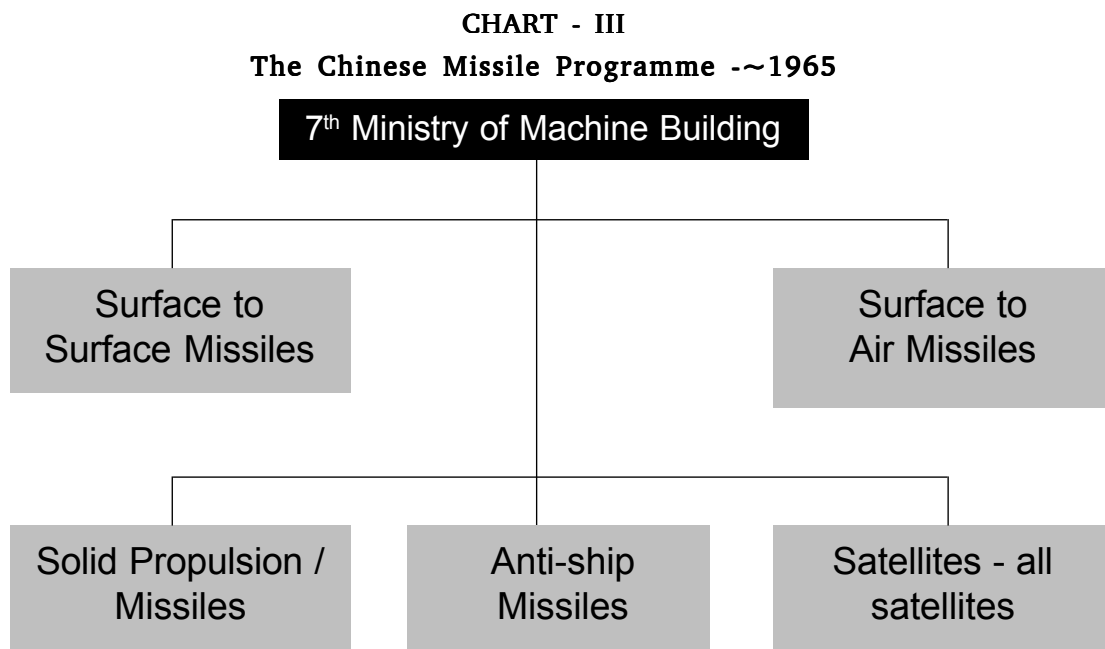 CHART - III
The Chinese Missile Programme -~1965
7th Ministry of Machine Building
Surface to
Surface Missiles
Surface to
Air Missiles
Solid Propulsion /
Missiles
Anti-ship
Missiles
Satellites - all
satellites